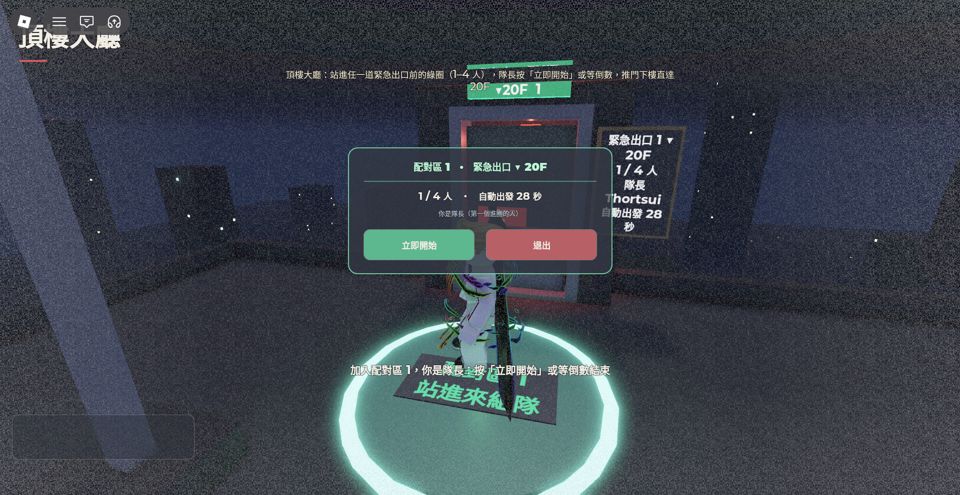 頂樓大廳
頂樓大廳：站進任一道緊急出口前的綠圈（1–4 人），隊長按「立即開始」或等倒數，推門下樓直達
20F
▼20F 1
緊急出口 1 ▼
20F
1 / 4 人
隊長
Thortsui
自動出發 28
秒
配對區 1 • 緊急出口 ▼ 20F
1 / 4 人 • 自動出發 28 秒
你是隊長（第一個進圈的人）
立即開始
退出
加入配對區 1，你是隊長：按「立即開始」或等倒數結束
站進來組隊